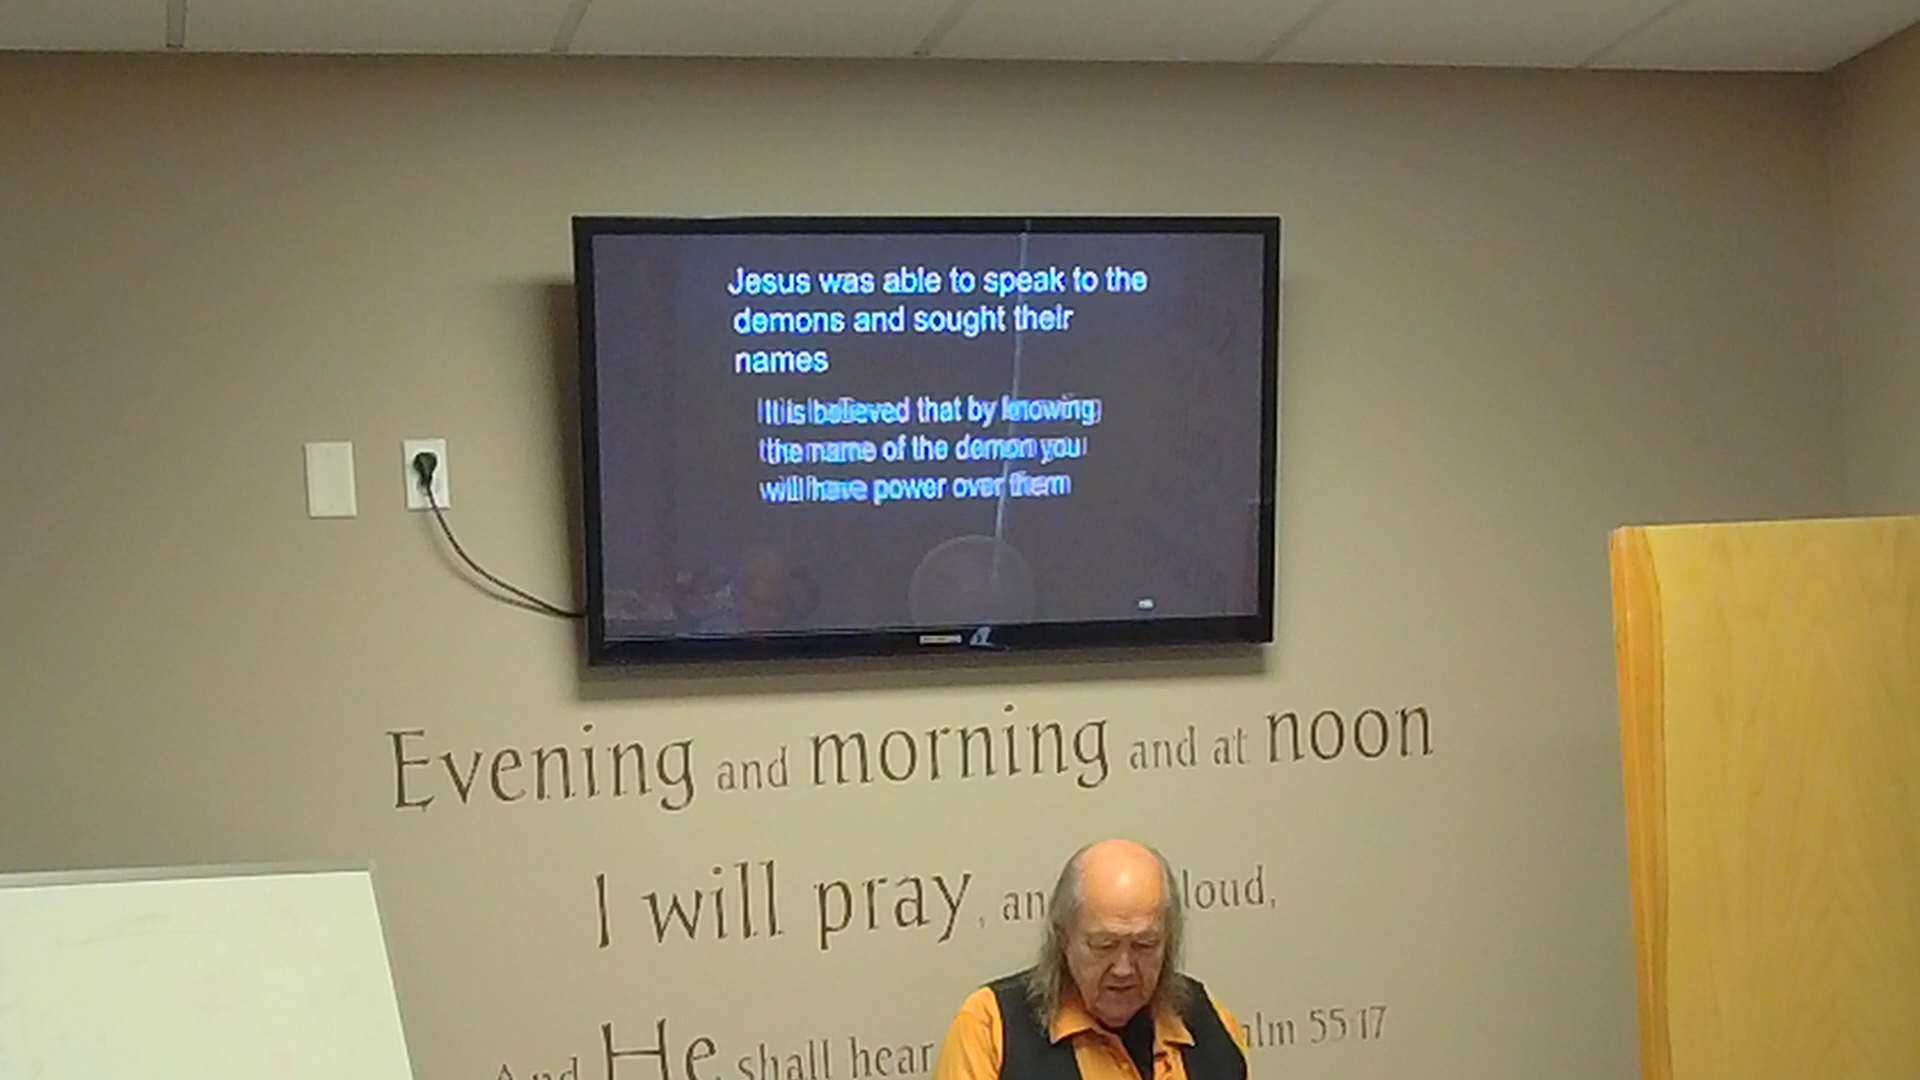 Jesus was able to speak to the
demons and sought their
names
It is believed that by knowing
the name of the demon you
will have power over them
Evening and morning and at noon
I will pray, an loud,
And He shall hear alm 55:17